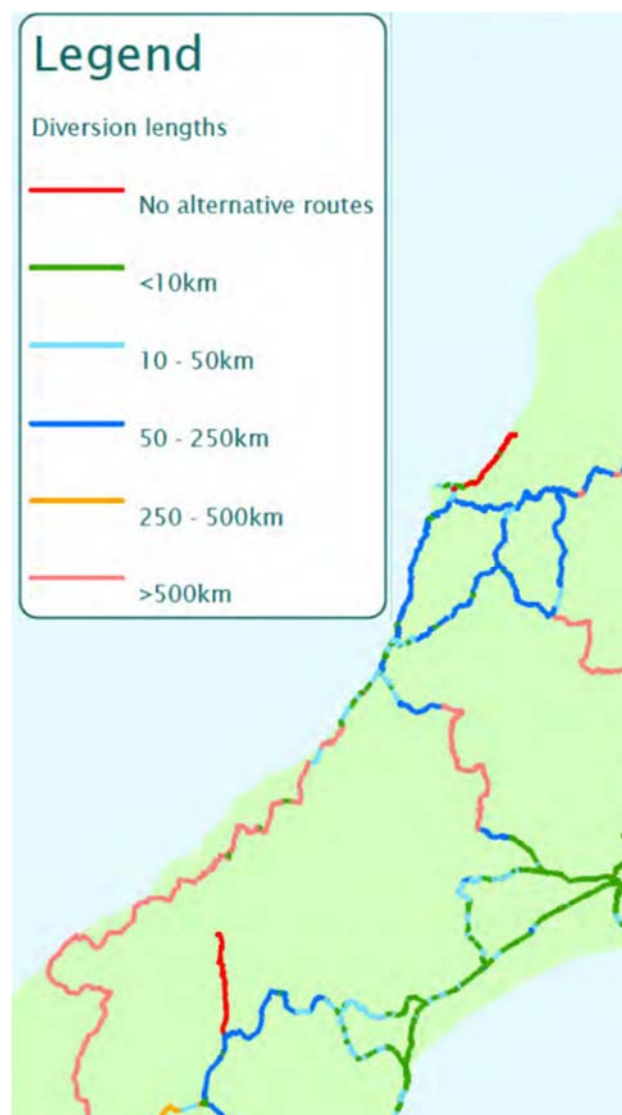 Legend
Diversion lengths
No alternative routes
<10km
10 - 50km
50 - 250km
250 - 500km
>500km